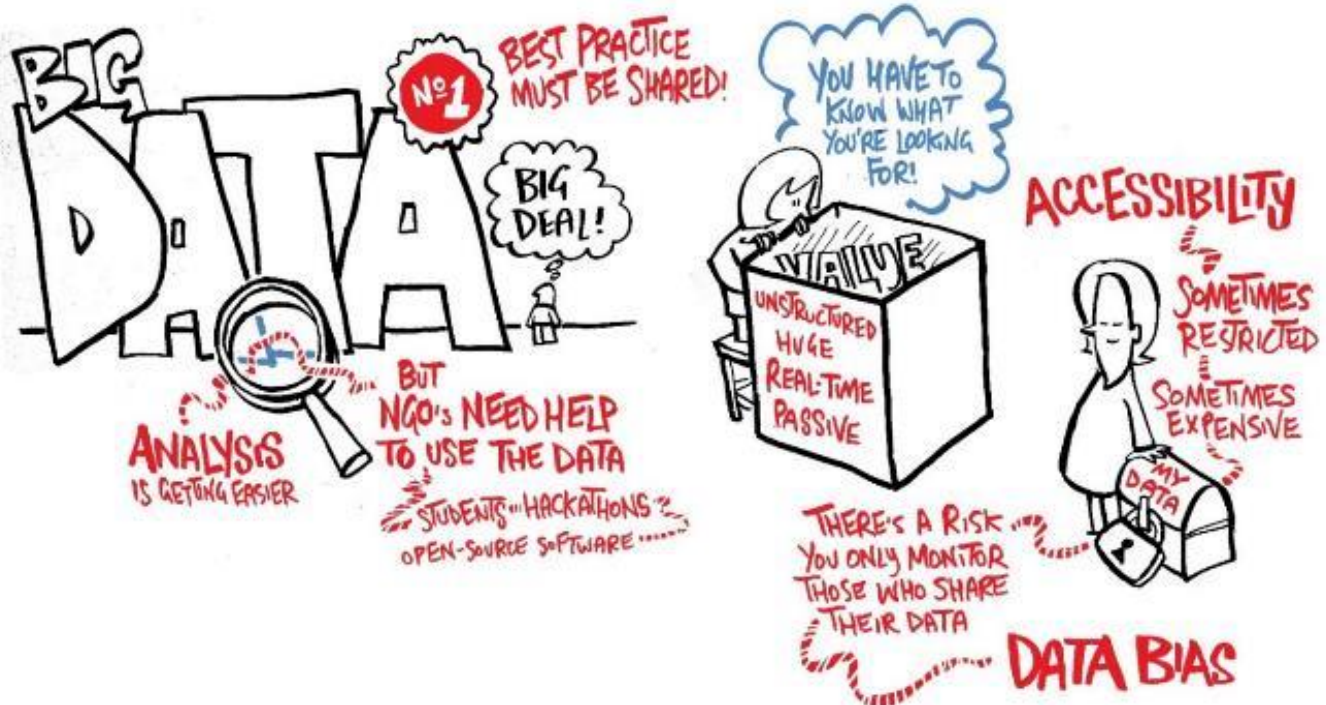 BIG
DATA
Nº1
BEST PRACTICE
MUST BE SHARED!
BIG
DEAL!
ANALYSIS
IS GETTING EASIER
BUT
NGO's NEED HELP
TO USE THE DATA
STUDENTS HACKATHONS ?
OPEN-SOURCE SOFTWARE
YOU HAVE TO
KNOW WHAT
YOU'RE LOOKING
FOR!
VALUE
UNSTRUCTURED
HUGE
REAL-TIME
PASSIVE
ACCESSIBILITY
SOMETIMES
RESTRICTED
SOMETIMES
EXPENSIVE
MY
DATA
THERE'S A RISK
YOU ONLY MONITOR
THOSE WHO SHARE
THEIR DATA
DATA BIAS